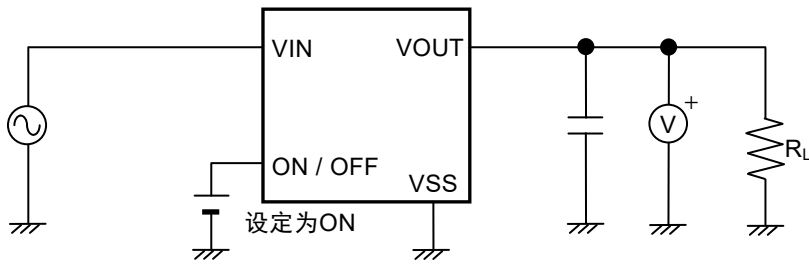 VIN
VOUT
V
+
ON / OFF
VSS
RL
设定为ON